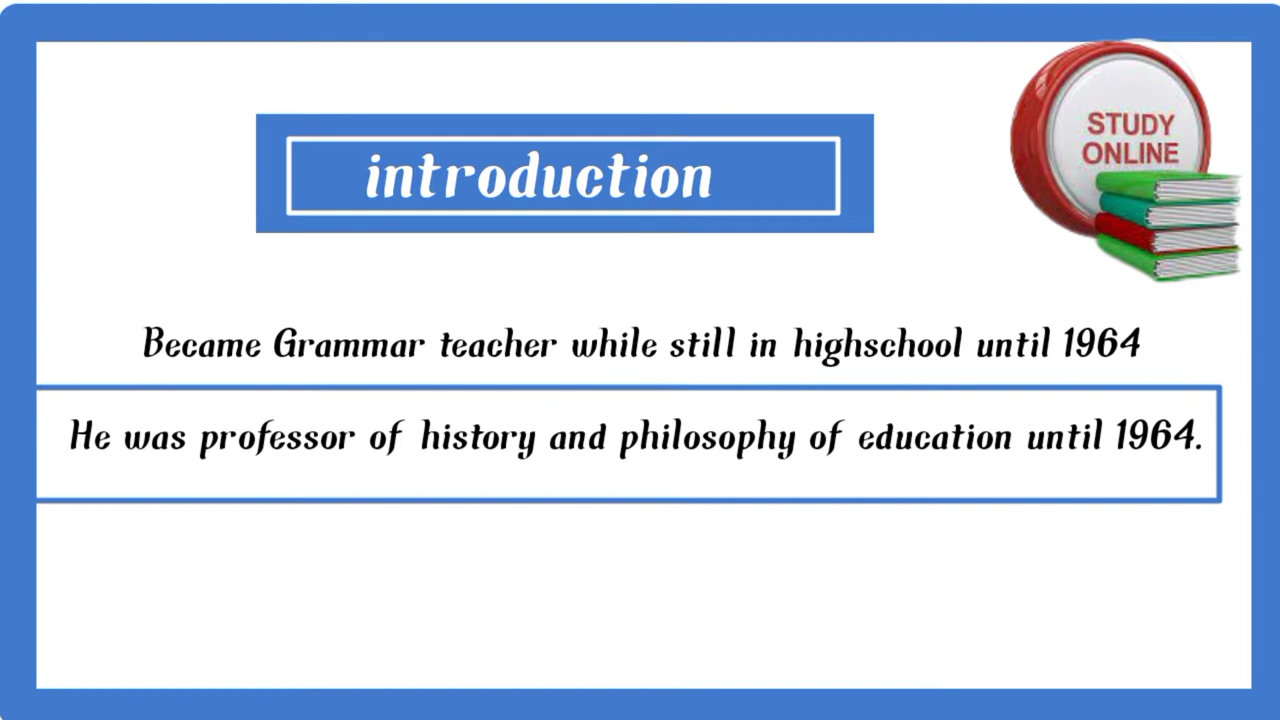 STUDY
ONLINE
introduction
Became Grammar teacher while still in highschool until 1964
He was professor of history and philosophy of education until 1964.